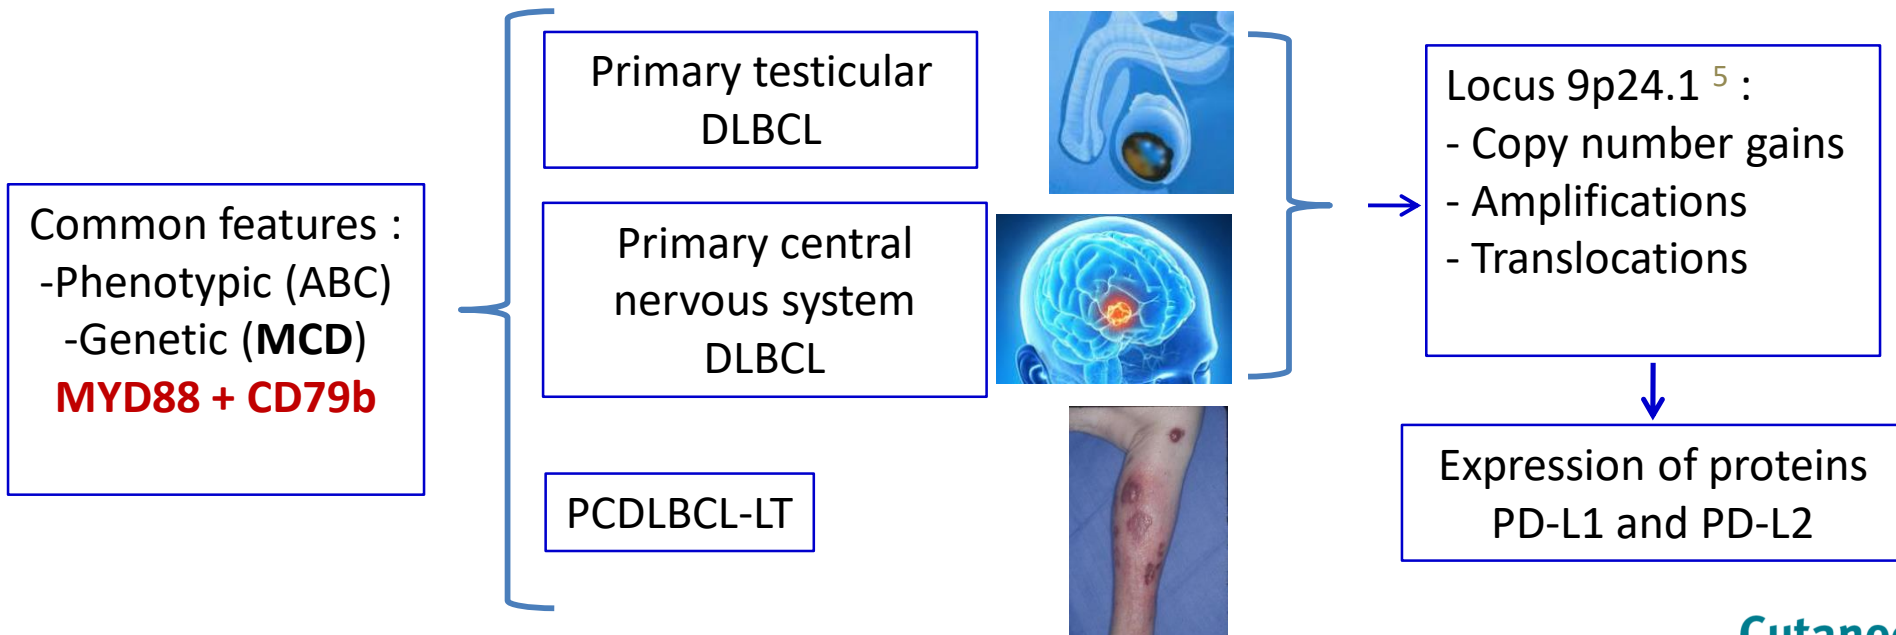 Common features :
-Phenotypic (ABC)
-Genetic (MCD)
MYD88 + CD79b
Primary testicular
DLBCL
Primary central
nervous system
DLBCL
PCDLBCL-LT
Locus 9p24.1 5 :
- Copy number gains
- Amplifications
- Translocations
Expression of proteins
PD-L1 and PD-L2